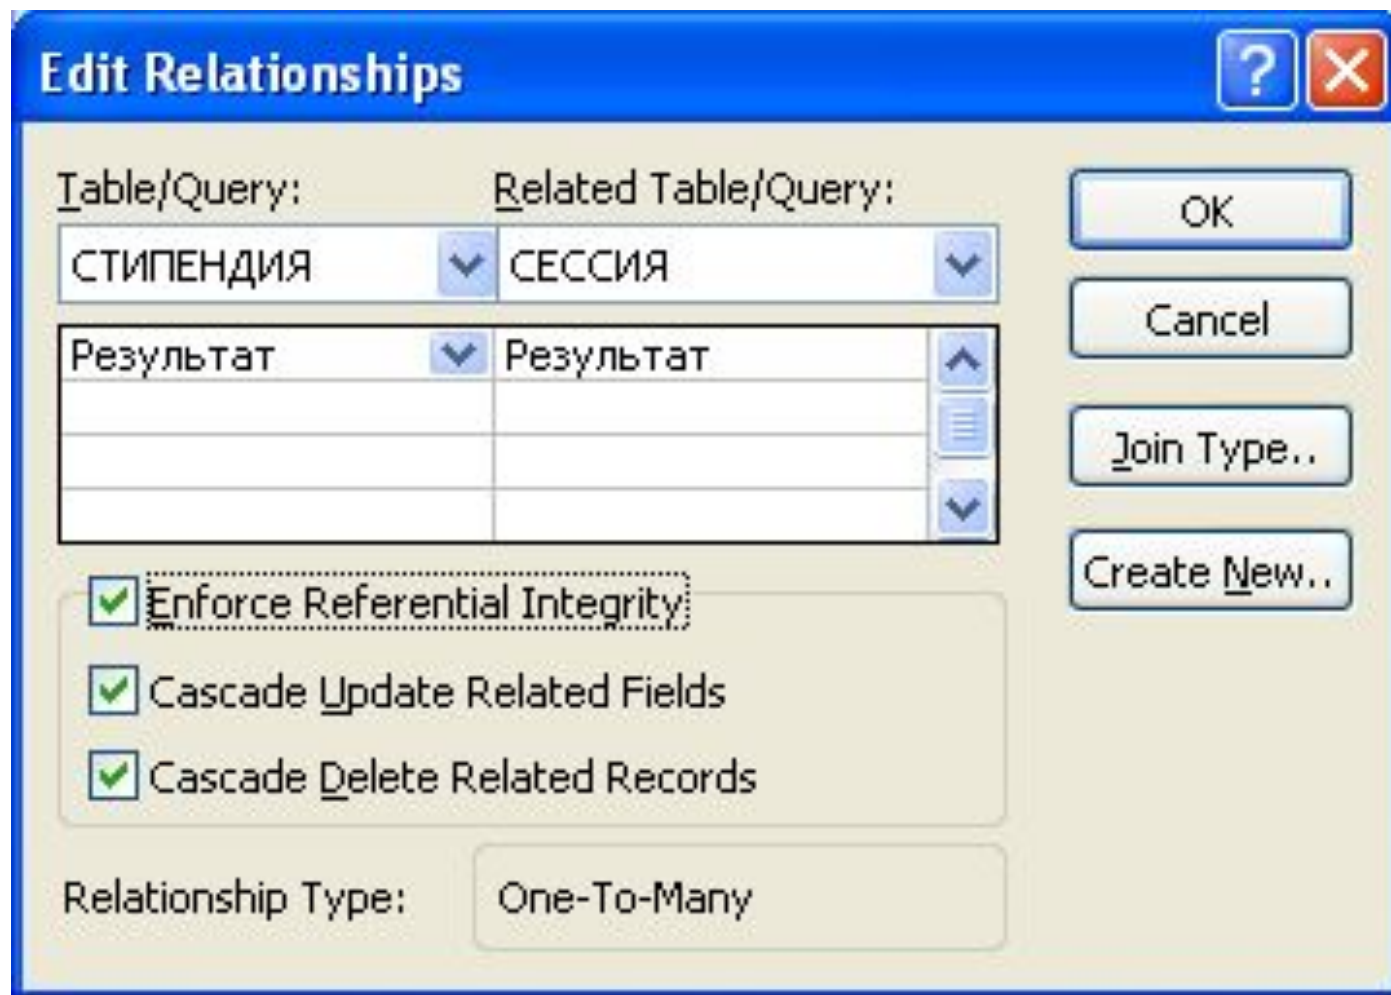 Edit Relationships
Table/Query: Related Table/Query:
СТИПЕНДИЯ СЕССИЯ
Результат Результат
Enforce Referential Integrity
Cascade Update Related Fields
Cascade Delete Related Records
Relationship Type: One-To-Many
OK
Cancel
Join Type..
Create New..